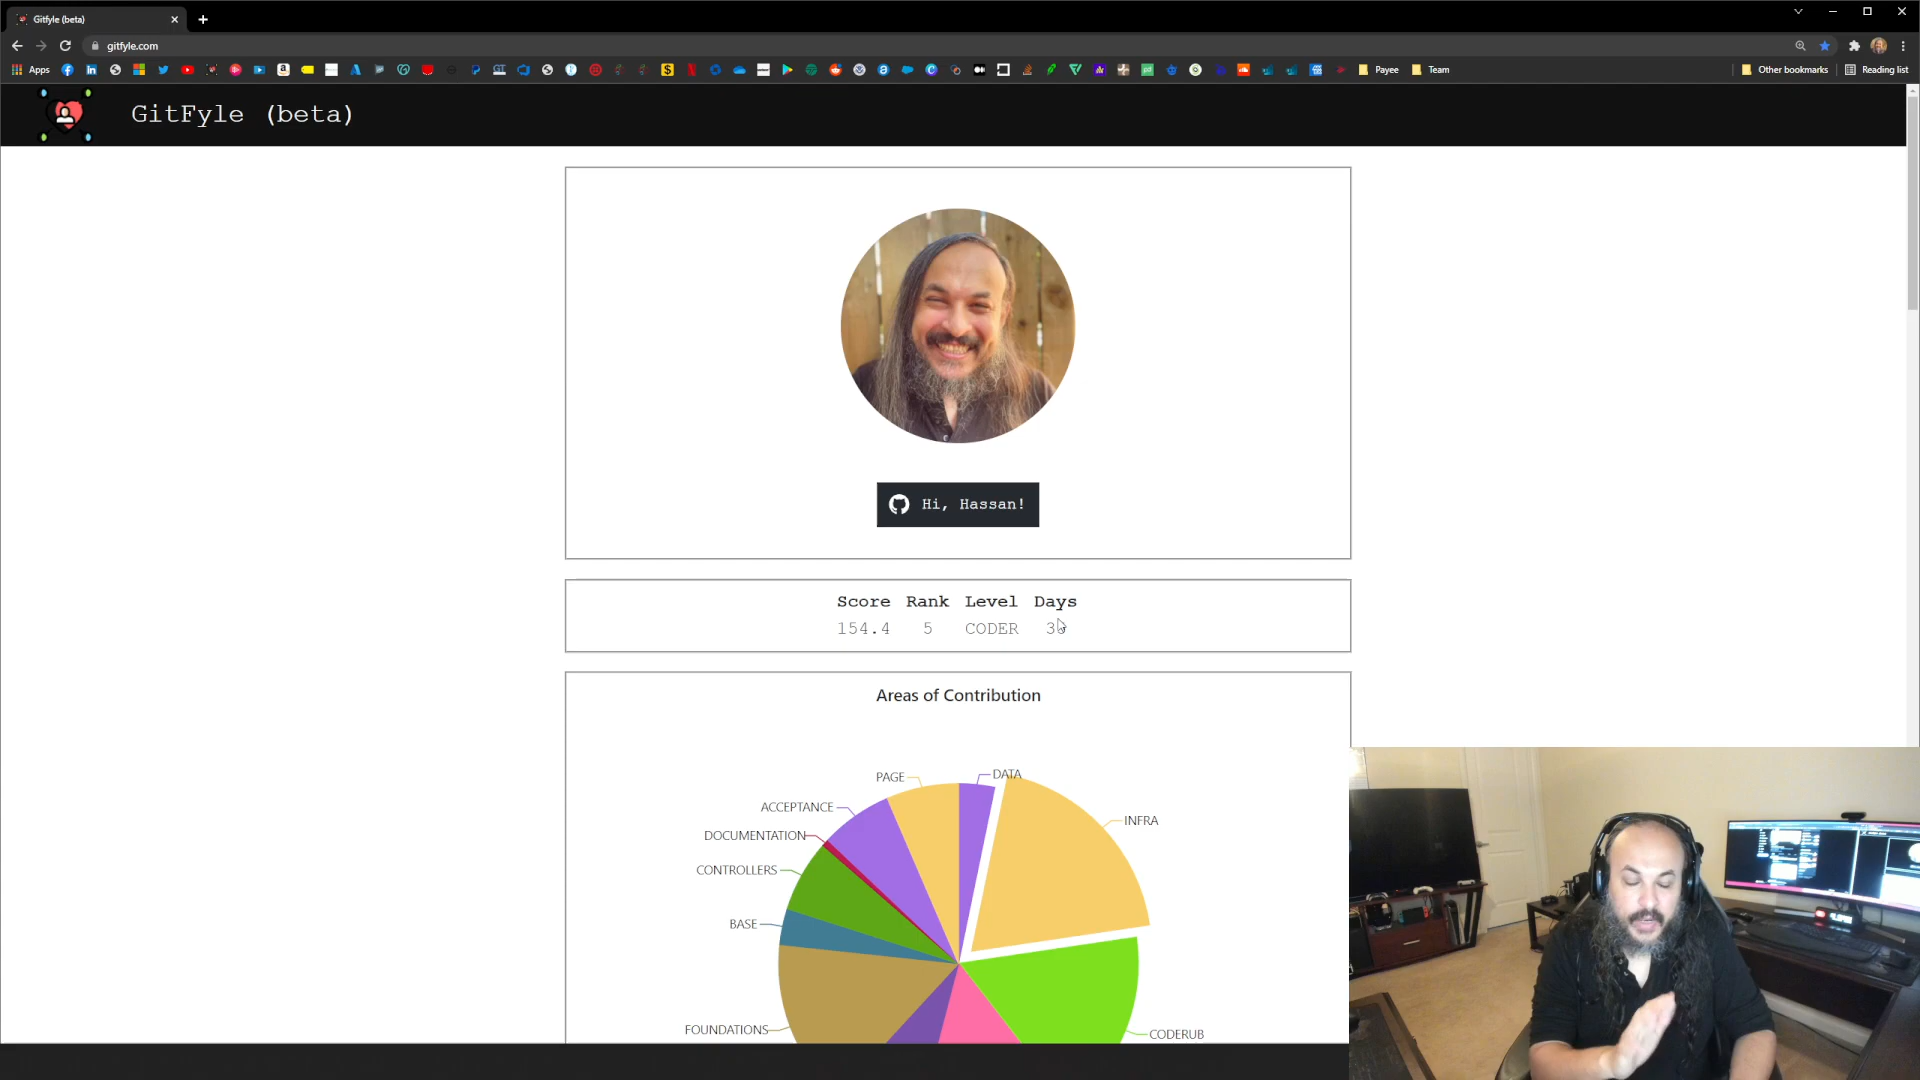 Gitfyle (beta)
gitfyle.com
Apps
Payee
Team
Other bookmarks
Reading list
GitFyle (beta)
Hi, Hassan!
Score Rank Level Days
154.4 5 CODER
Areas of Contribution
PAGE
DATA
ACCEPTANCE
INFRA
DOCUMENTATION
CONTROLLERS
BASE
FOUNDATIONS
CODERUB